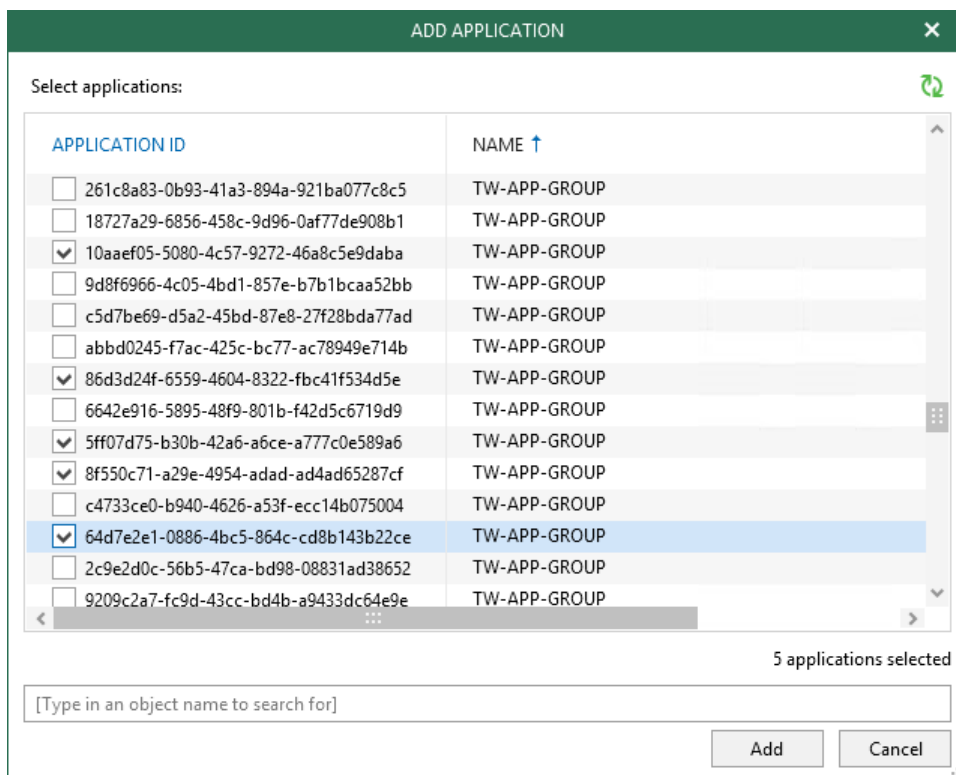 ADD APPLICATION
Select applications:
APPLICATION ID NAME
261c8a83-0b93-41a3-894a-921ba077c8c5 TW-APP-GROUP
18727a29-6856-458c-9d96-0af77de908b1 TW-APP-GROUP
10aaef05-5080-4c57-9272-46a8c5e9daba TW-APP-GROUP
9d8f6966-4c05-4bd1-857e-b7b1bcaa52bb TW-APP-GROUP
c5d7be69-d5a2-45bd-87e8-27f28bda77ad TW-APP-GROUP
abbd0245-f7ac-425c-bc77-ac78949e714b TW-APP-GROUP
86d3d24f-6559-4604-8322-fbc41f534d5e TW-APP-GROUP
6642e916-5895-48f9-801b-f42d5c6719d9 TW-APP-GROUP
5ff07d75-b30b-42a6-a6ce-a777c0e589a6 TW-APP-GROUP
8f550c71-a29e-4954-adad-ad4ad65287cf TW-APP-GROUP
c4733ce0-b940-4626-a53f-ecc14b075004 TW-APP-GROUP
64d7e2e1-0886-4bc5-864c-cd8b143b22ce TW-APP-GROUP
2c9e2d0c-56b5-47ca-bd98-08831ad38652 TW-APP-GROUP
9209c2a7-fc9d-43cc-bd4b-a9433dc64e9e TW-APP-GROUP
5 applications selected
[Type in an object name to search for]
Add Cancel